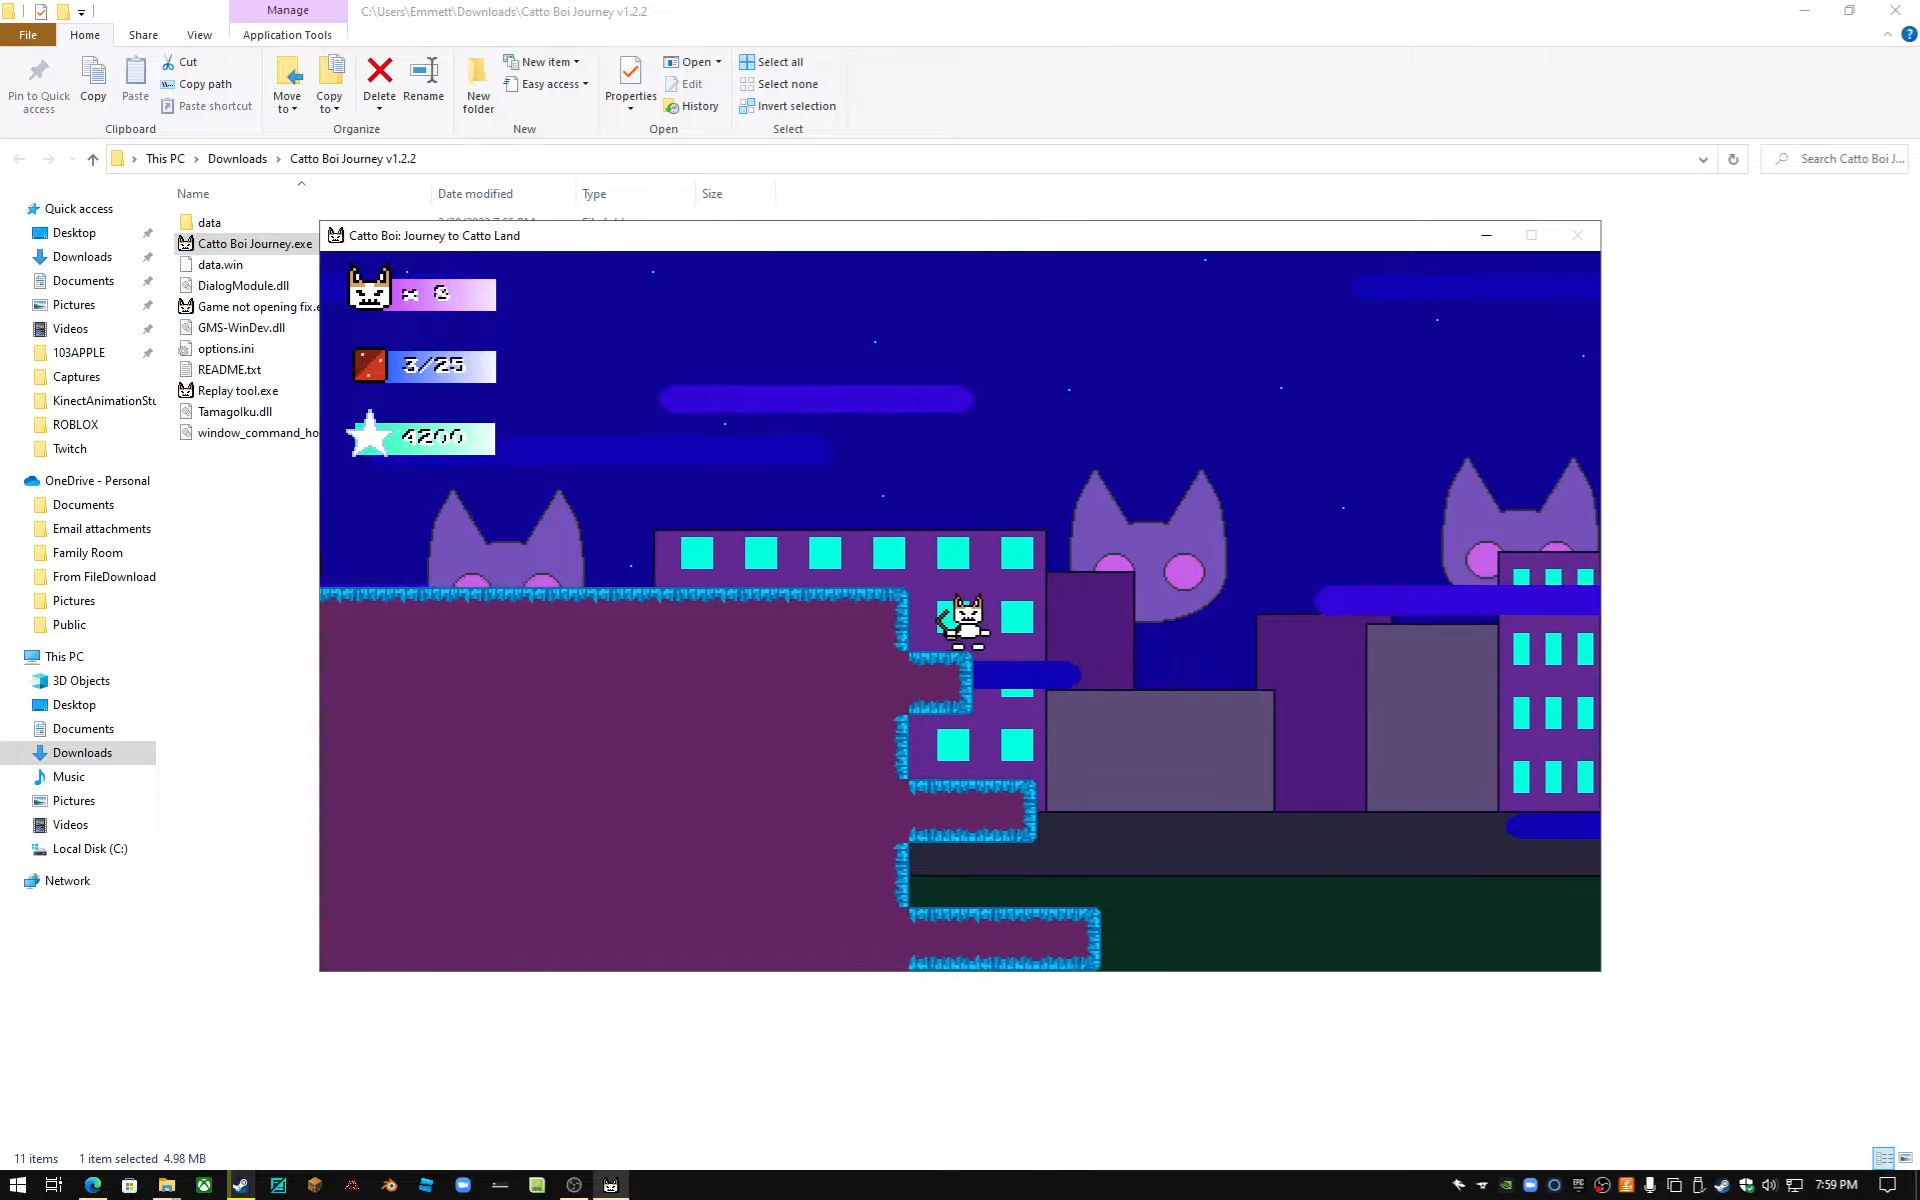 Manage
C:\Users\Emmett\Downloads\Catto Boi Journey v1.2.2
File
Home
Share
View
Application Tools
Pin to Quick access
Copy
Paste
Cut
Copy path
Paste shortcut
Clipboard
Move to
Copy to
Delete
Rename
Organize
New folder
New item
Easy access
New
Properties
Open
Edit
History
Open
Select all
Select none
Invert selection
Select
This PC
Downloads
Catto Boi Journey v1.2.2
Search Catto Boi J...
Name
Date modified
Type
Size
Quick access
Desktop
Downloads
Documents
Pictures
Videos
103APPLE
Captures
KinectAnimationStu
ROBLOX
Twitch
OneDrive - Personal
Documents
Email attachments
Family Room
From FileDownload
Pictures
Public
This PC
3D Objects
Desktop
Documents
Downloads
Music
Pictures
Videos
Local Disk (C:)
Network
data
Catto Boi Journey.exe
data.win
DialogModule.dll
Game not opening fix.e
GMS-WinDev.dll
options.ini
README.txt
Replay tool.exe
Tamagolku.dll
window_command_ho
Catto Boi: Journey to Catto Land
3/25
4200
11 items
1 item selected 4.98 MB
7:59 PM